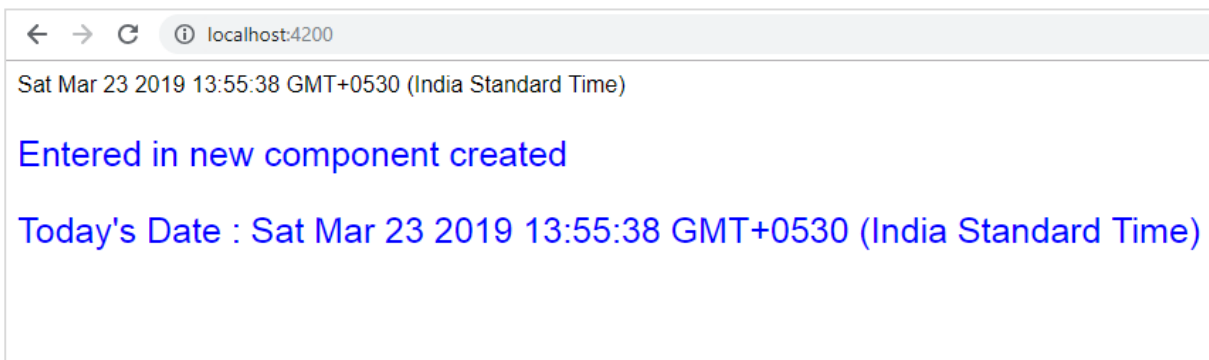 localhost:4200
Sat Mar 23 2019 13:55:38 GMT+0530 (India Standard Time)
Entered in new component created
Today's Date : Sat Mar 23 2019 13:55:38 GMT+0530 (India Standard Time)